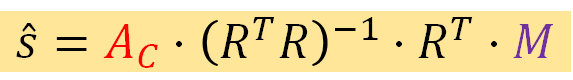 ŝ = A_C · (R^T R)^{-1} · R^T · M